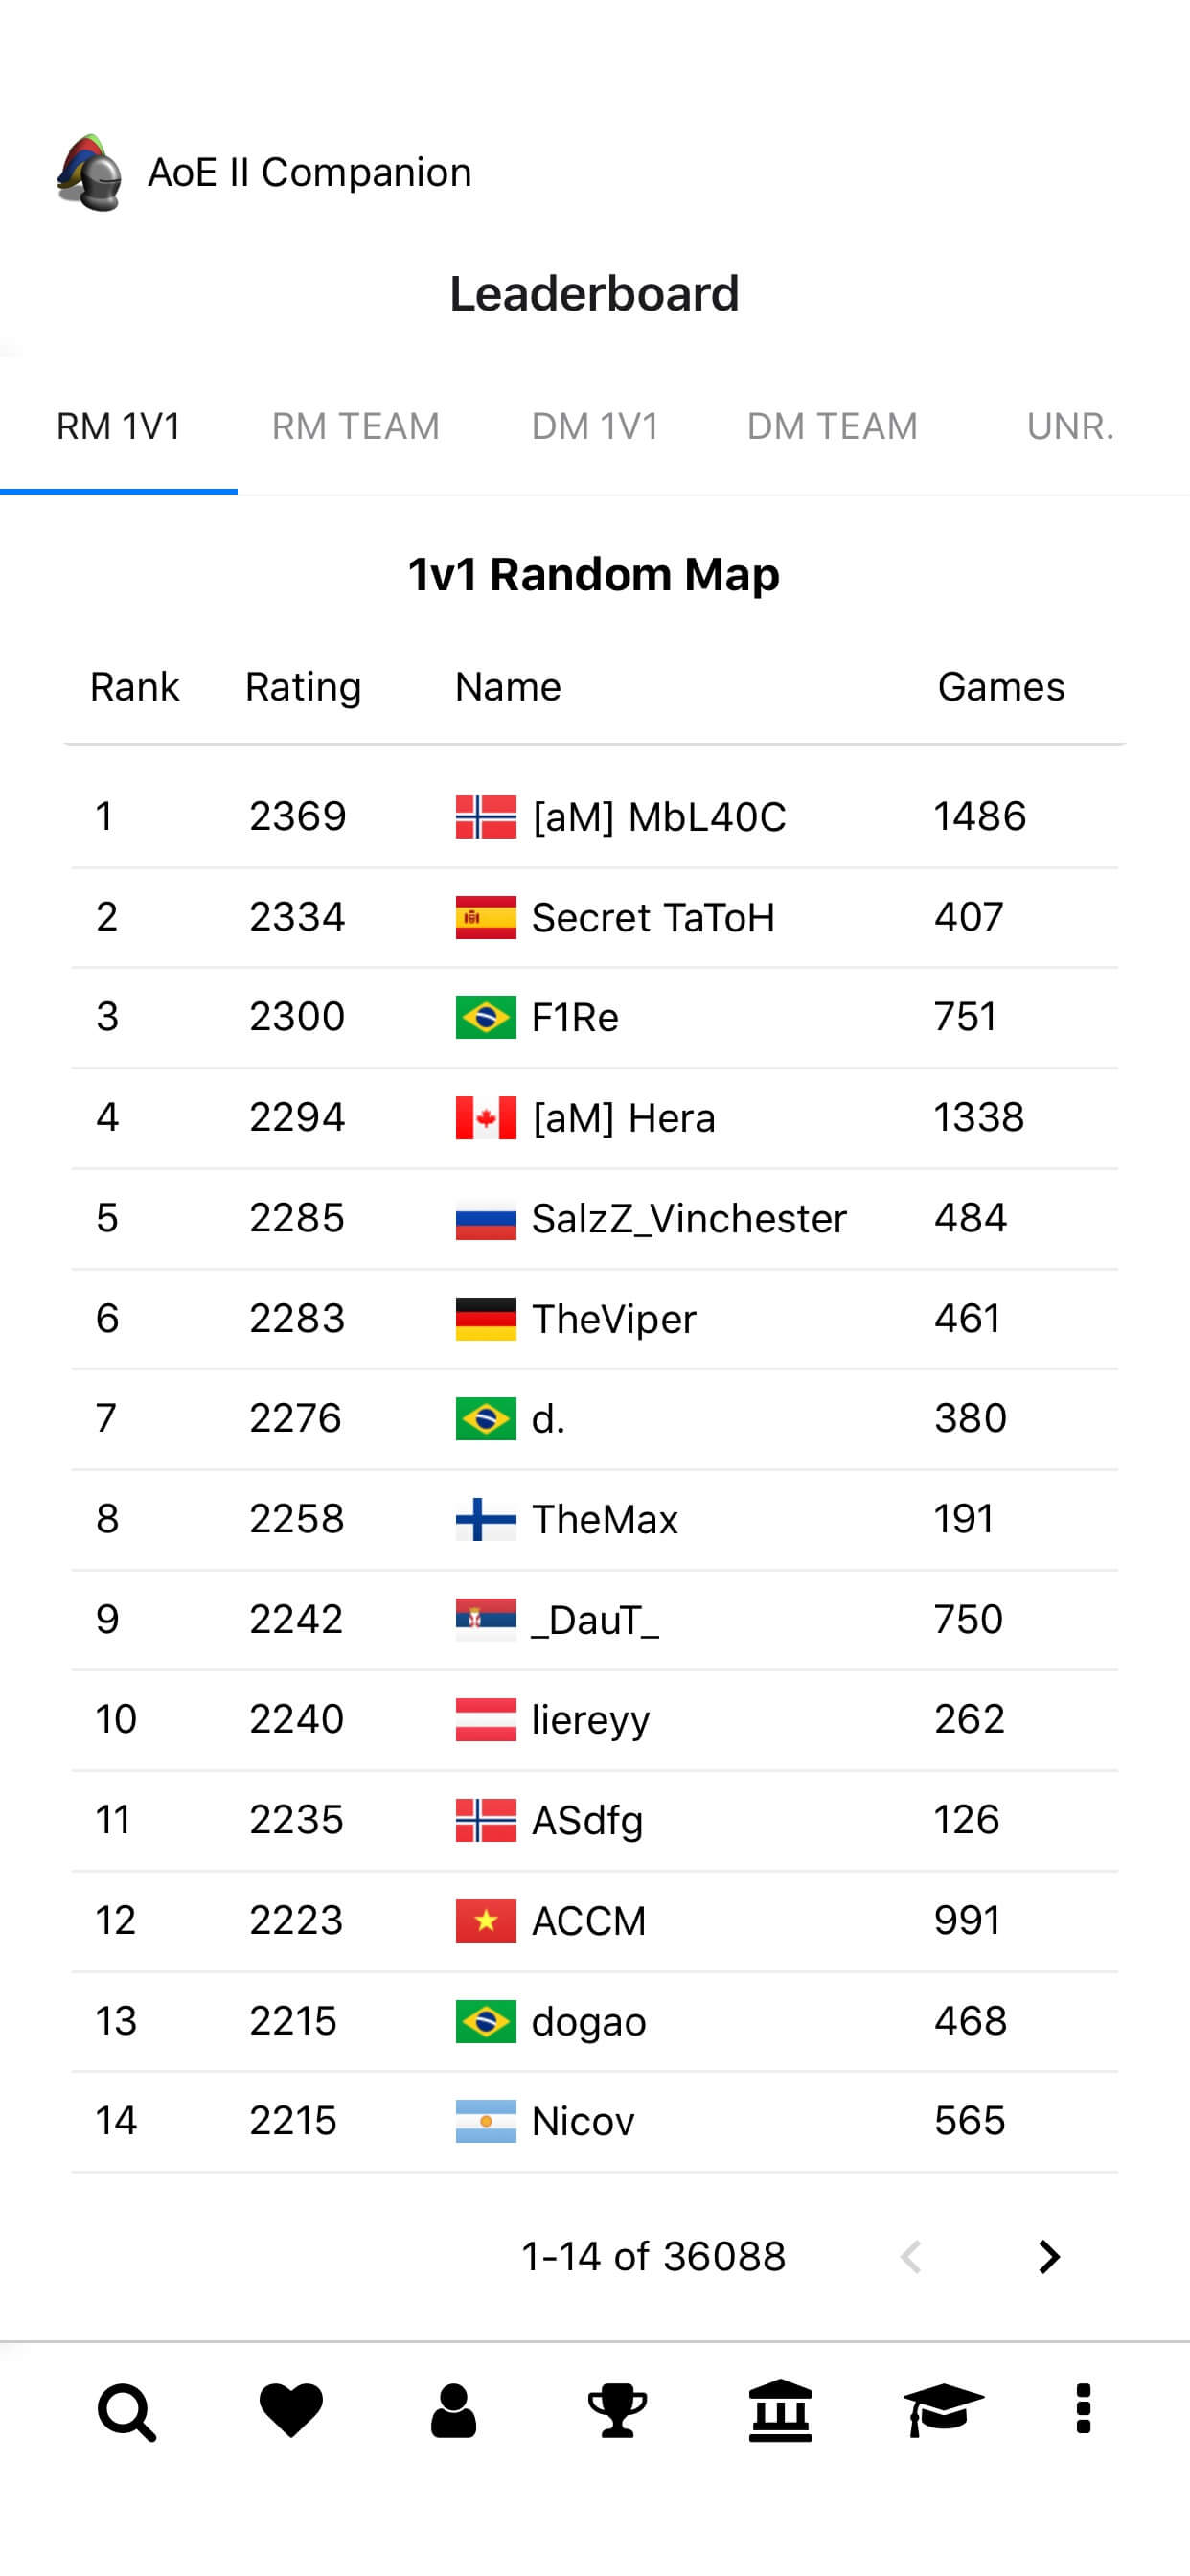 AoE II Companion
Leaderboard
RM 1V1 RM TEAM DM 1V1 DM TEAM UNR.
1v1 Random Map
Rank Rating Name Games
1 2369 [aM] MbL40C 1486
2 2334 Secret TaToH 407
3 2300 F1Re 751
4 2294 [aM] Hera 1338
5 2285 SalzZ_Vinchester 484
6 2283 TheViper 461
7 2276 d. 380
8 2258 TheMax 191
9 2242 _DauT_ 750
10 2240 liereyy 262
11 2235 ASdfg 126
12 2223 ACCM 991
13 2215 dogao 468
14 2215 Nicov 565
1-14 of 36088